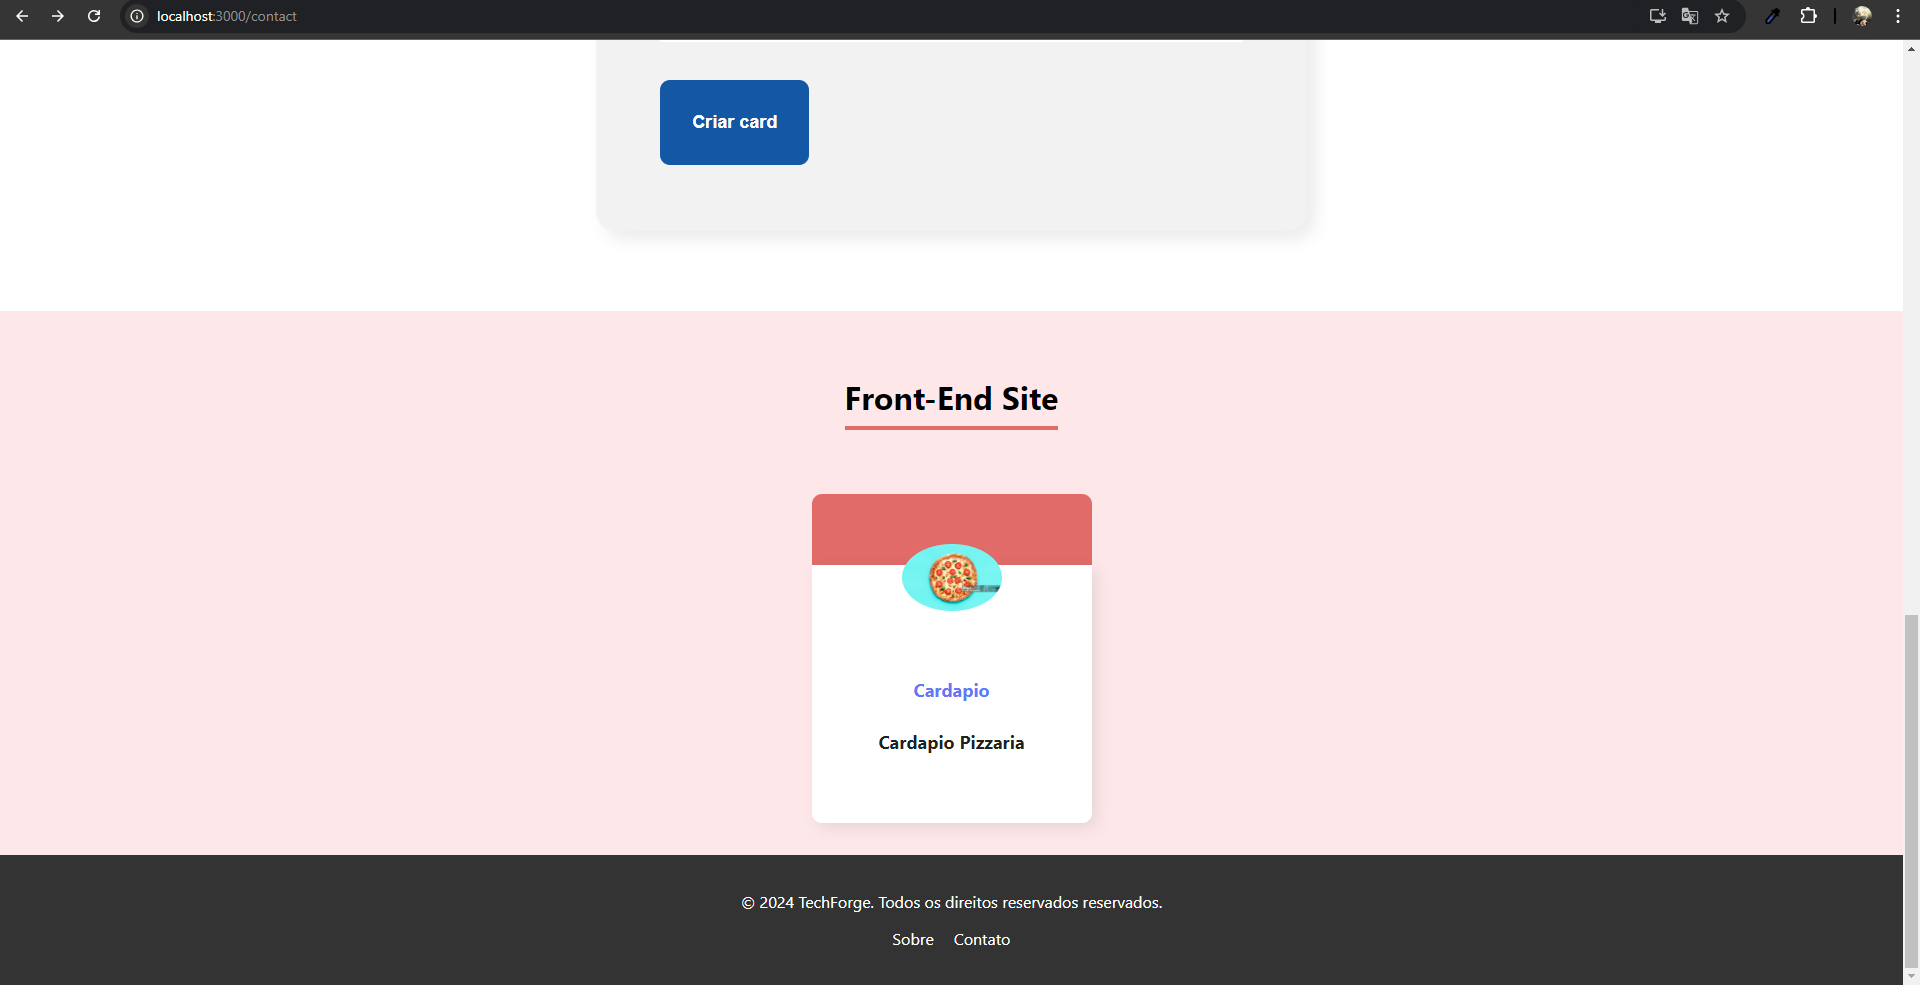 localhost:3000/contact
Criar card
Front-End Site
Cardapio
Cardapio Pizzaria
© 2024 TechForge. Todos os direitos reservados reservados.
Sobre Contato